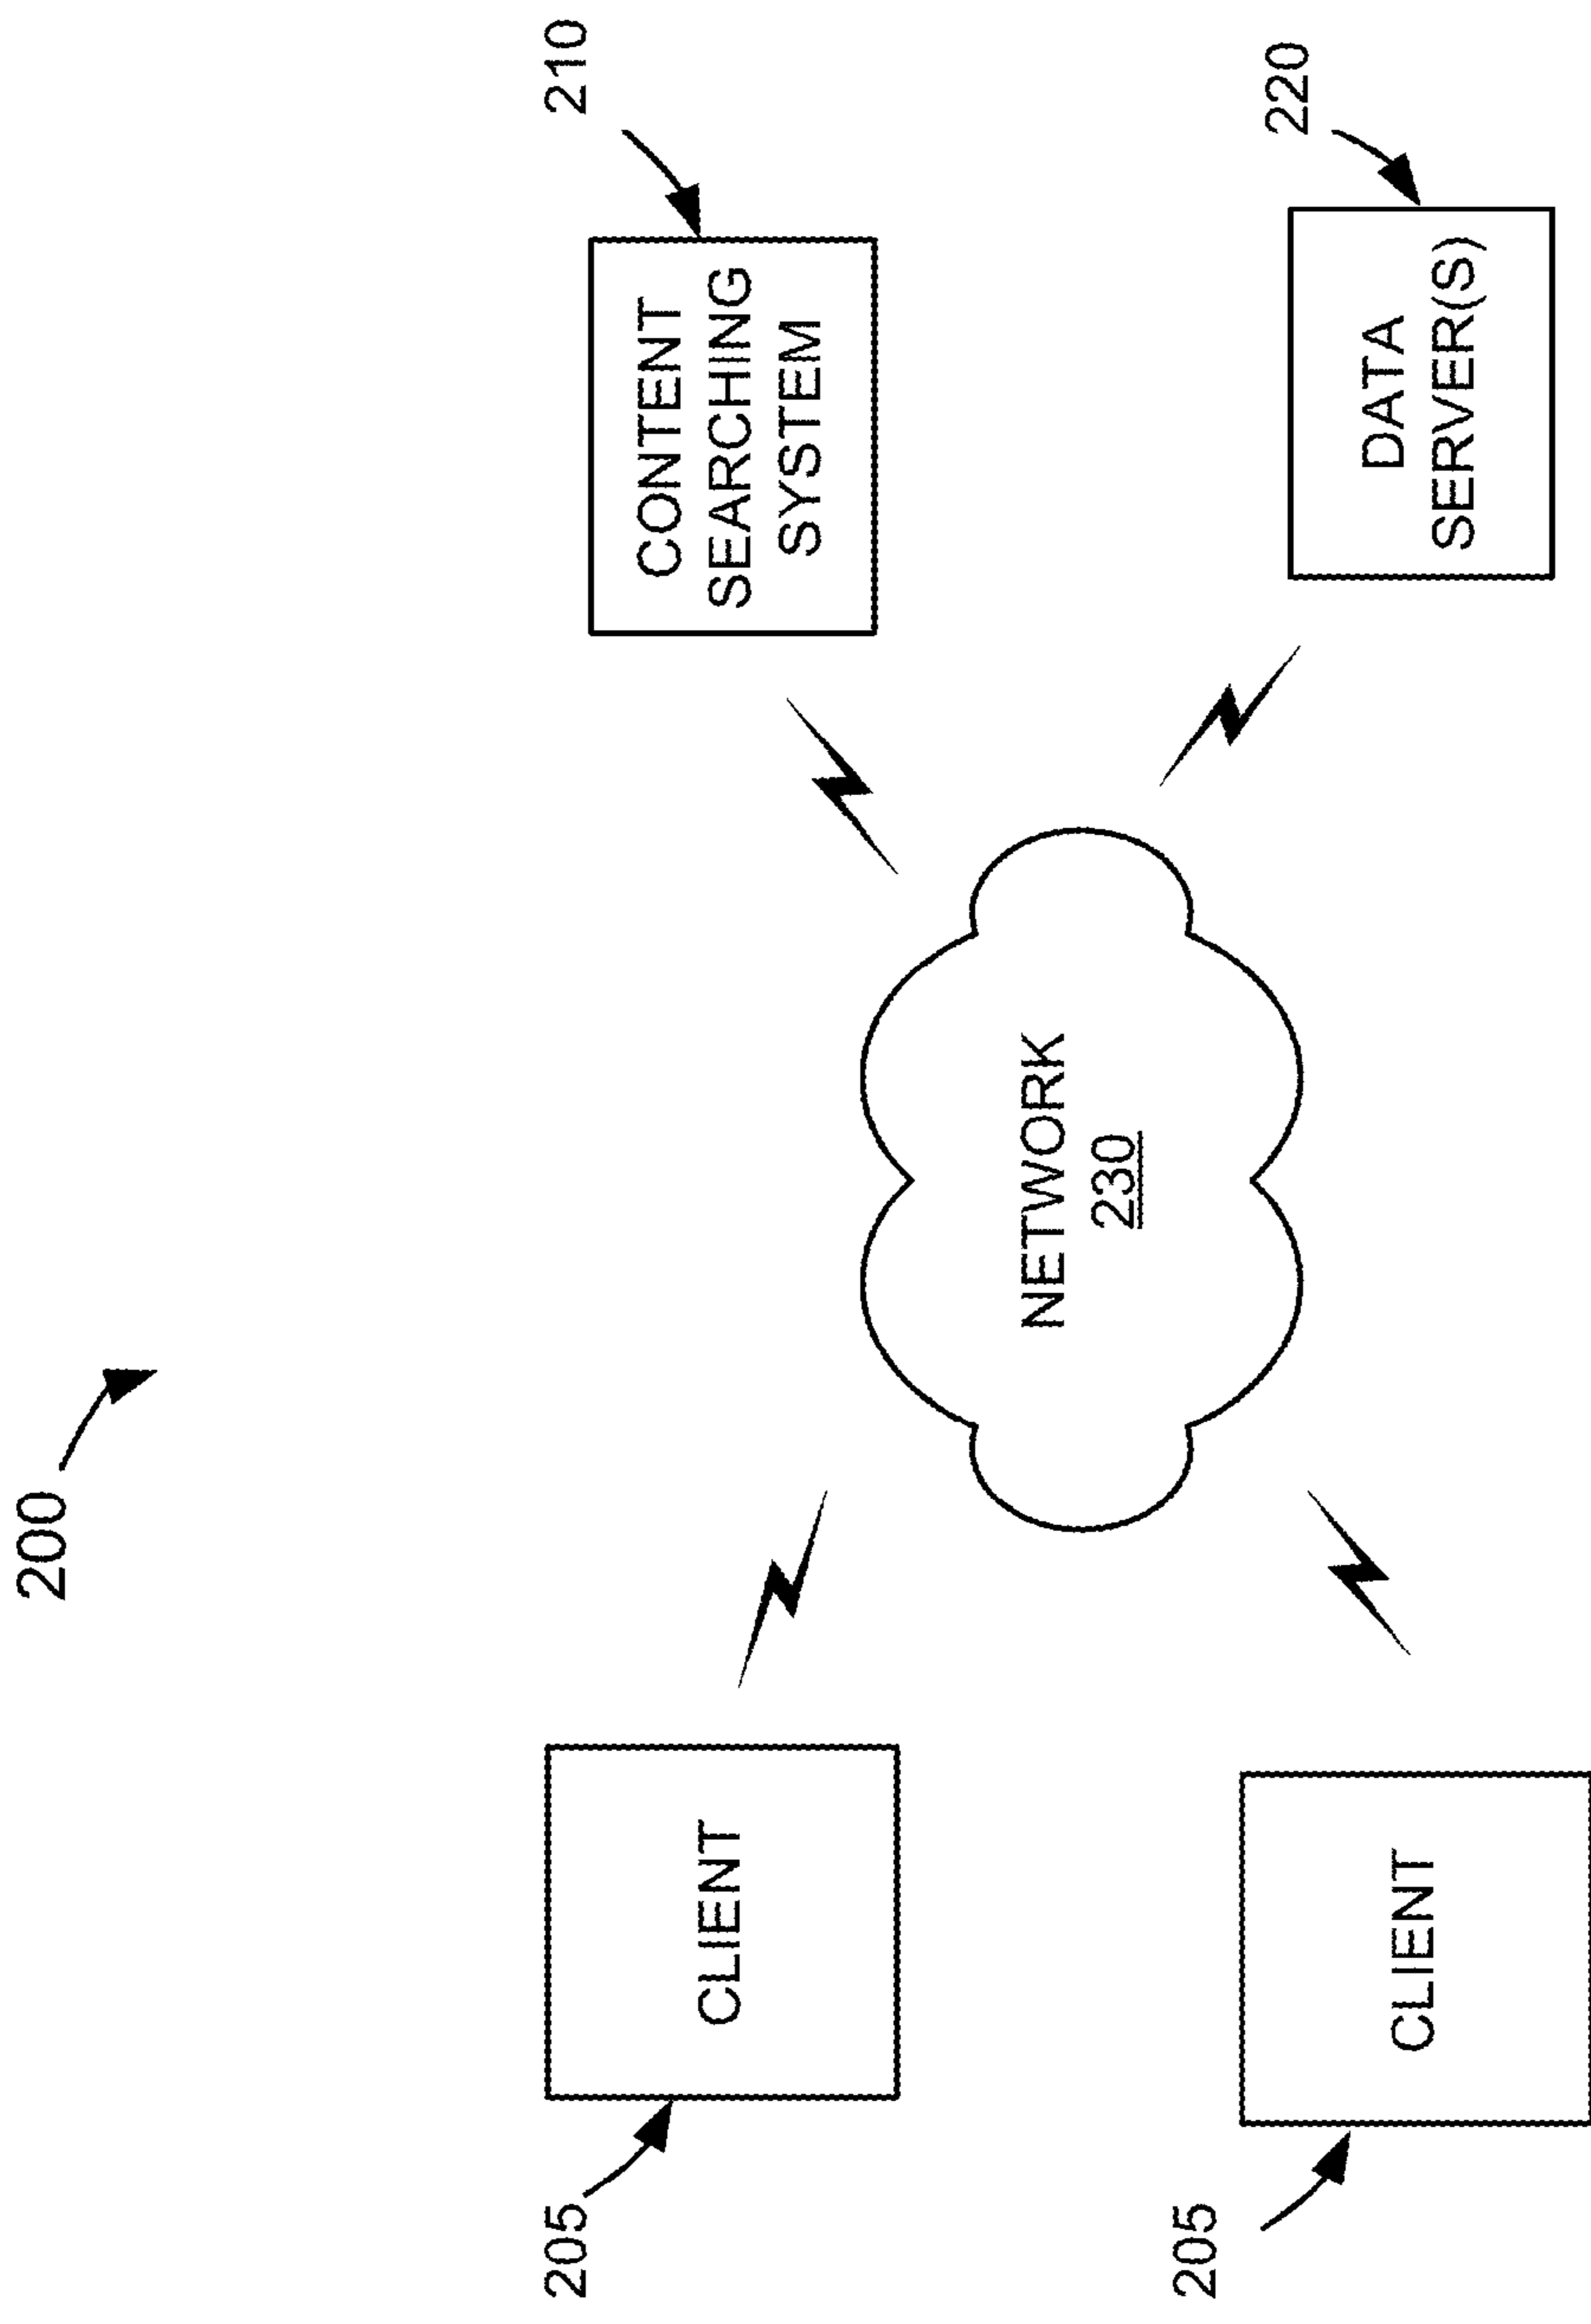 200
205
CLIENT
210
CONTENT
SEARCHING
SYSTEM
NETWORK
230
205
CLIENT
220
DATA
SERVER(S)